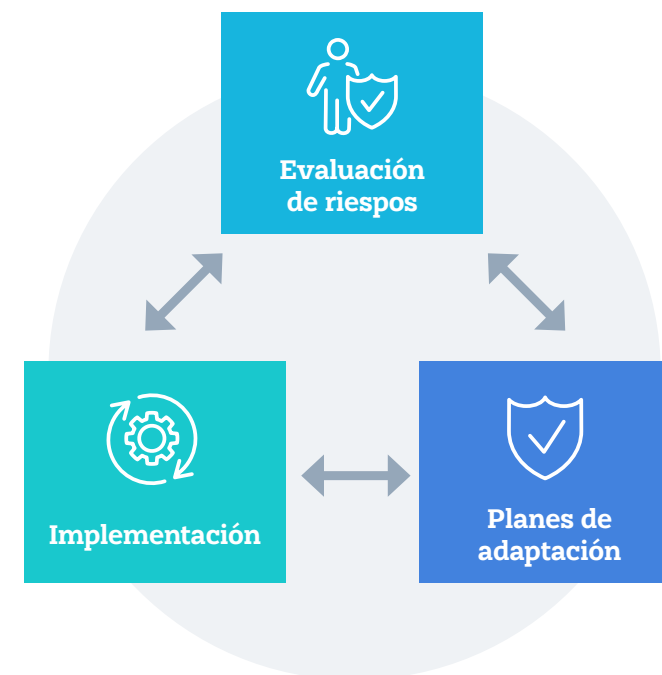 Evaluación
de riespos
Implementación
Planes de
adaptación